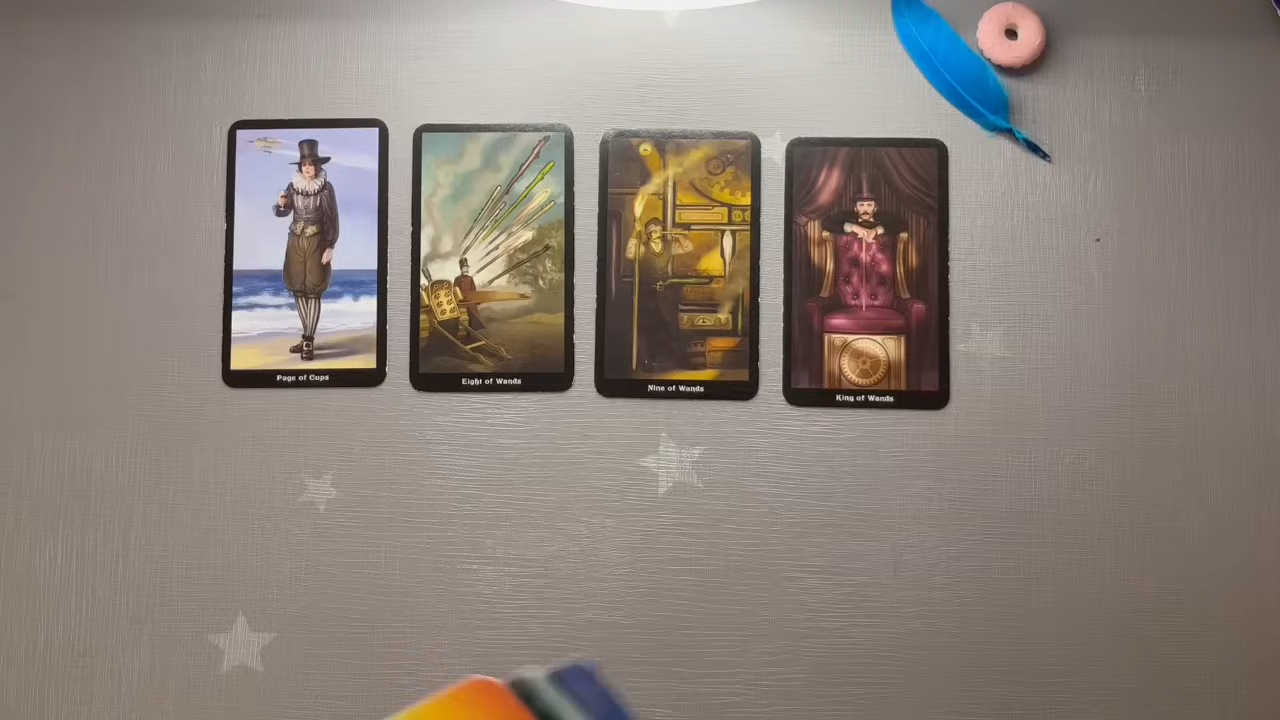 Page of Cups
Eight of Wands
Nine of Wands
King of Wands